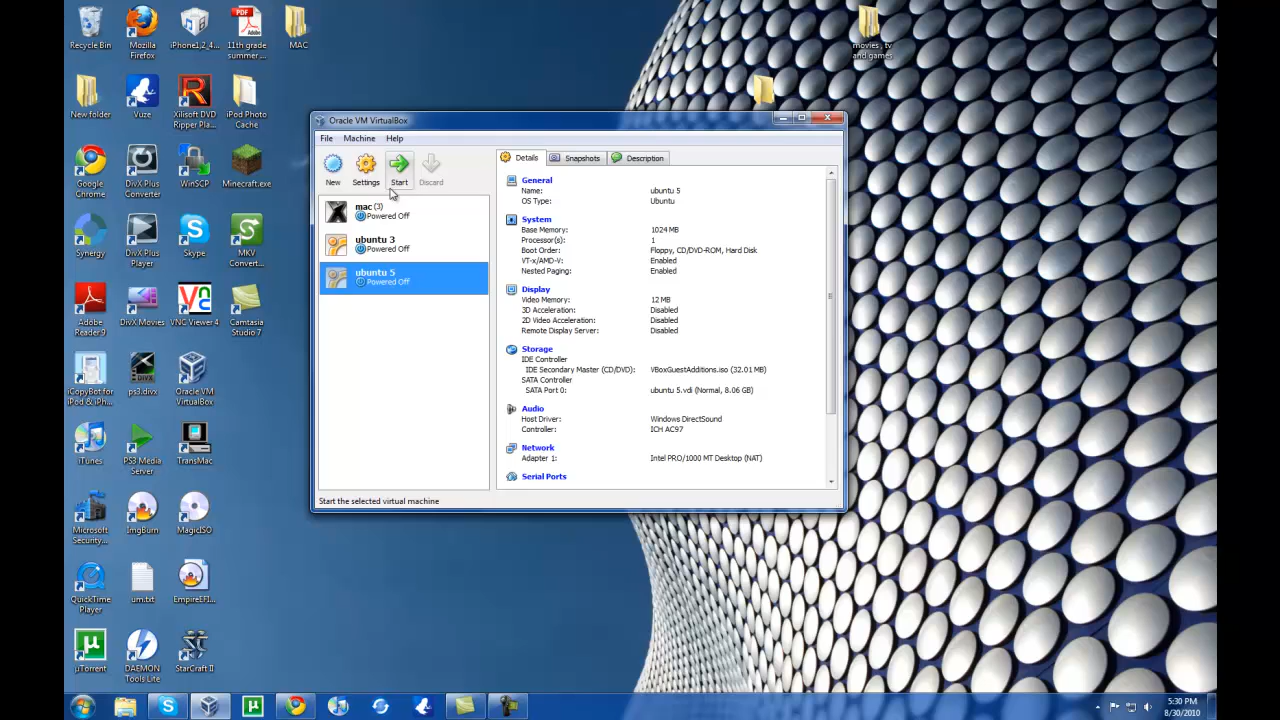 Recycle Bin
Mozilla Firefox
iPhone1,2_4....
11th grade summer ...
MAC
movies , tv and games
New folder
Vuze
Xilisoft DVD Ripper Pla...
iPod Photo Cache
Google Chrome
DivX Plus Converter
WinSCP
Minecraft.exe
Synergy
DivX Plus Player
Skype
MKV Convert...
Adobe Reader 9
DivX Movies
VNC Viewer 4
Camtasia Studio 7
iCopyBot for iPod & iPh...
ps3.divx
Oracle VM VirtualBox
iTunes
PS3 Media Server
TransMac
Microsoft Security...
ImgBurn
MagicISO
QuickTime Player
um.txt
EmpireEFI...
µTorrent
DAEMON Tools Lite
StarCraft II
Oracle VM VirtualBox
File Machine Help
New Settings Start Discard
mac (3)
Powered Off
ubuntu 3
Powered Off
ubuntu 5
Powered Off
Details Snapshots Description
General
Name: ubuntu 5
OS Type: Ubuntu
System
Base Memory: 1024 MB
Processor(s): 1
Boot Order: Floppy, CD/DVD-ROM, Hard Disk
VT-x/AMD-V: Enabled
Nested Paging: Enabled
Display
Video Memory: 12 MB
3D Acceleration: Disabled
2D Video Acceleration: Disabled
Remote Display Server: Disabled
Storage
IDE Controller
IDE Secondary Master (CD/DVD): VBoxGuestAdditions.iso (32.01 MB)
SATA Controller
SATA Port 0: ubuntu 5.vdi (Normal, 8.06 GB)
Audio
Host Driver: Windows DirectSound
Controller: ICH AC97
Network
Adapter 1: Intel PRO/1000 MT Desktop (NAT)
Serial Ports
Start the selected virtual machine
5:30 PM
8/30/2010